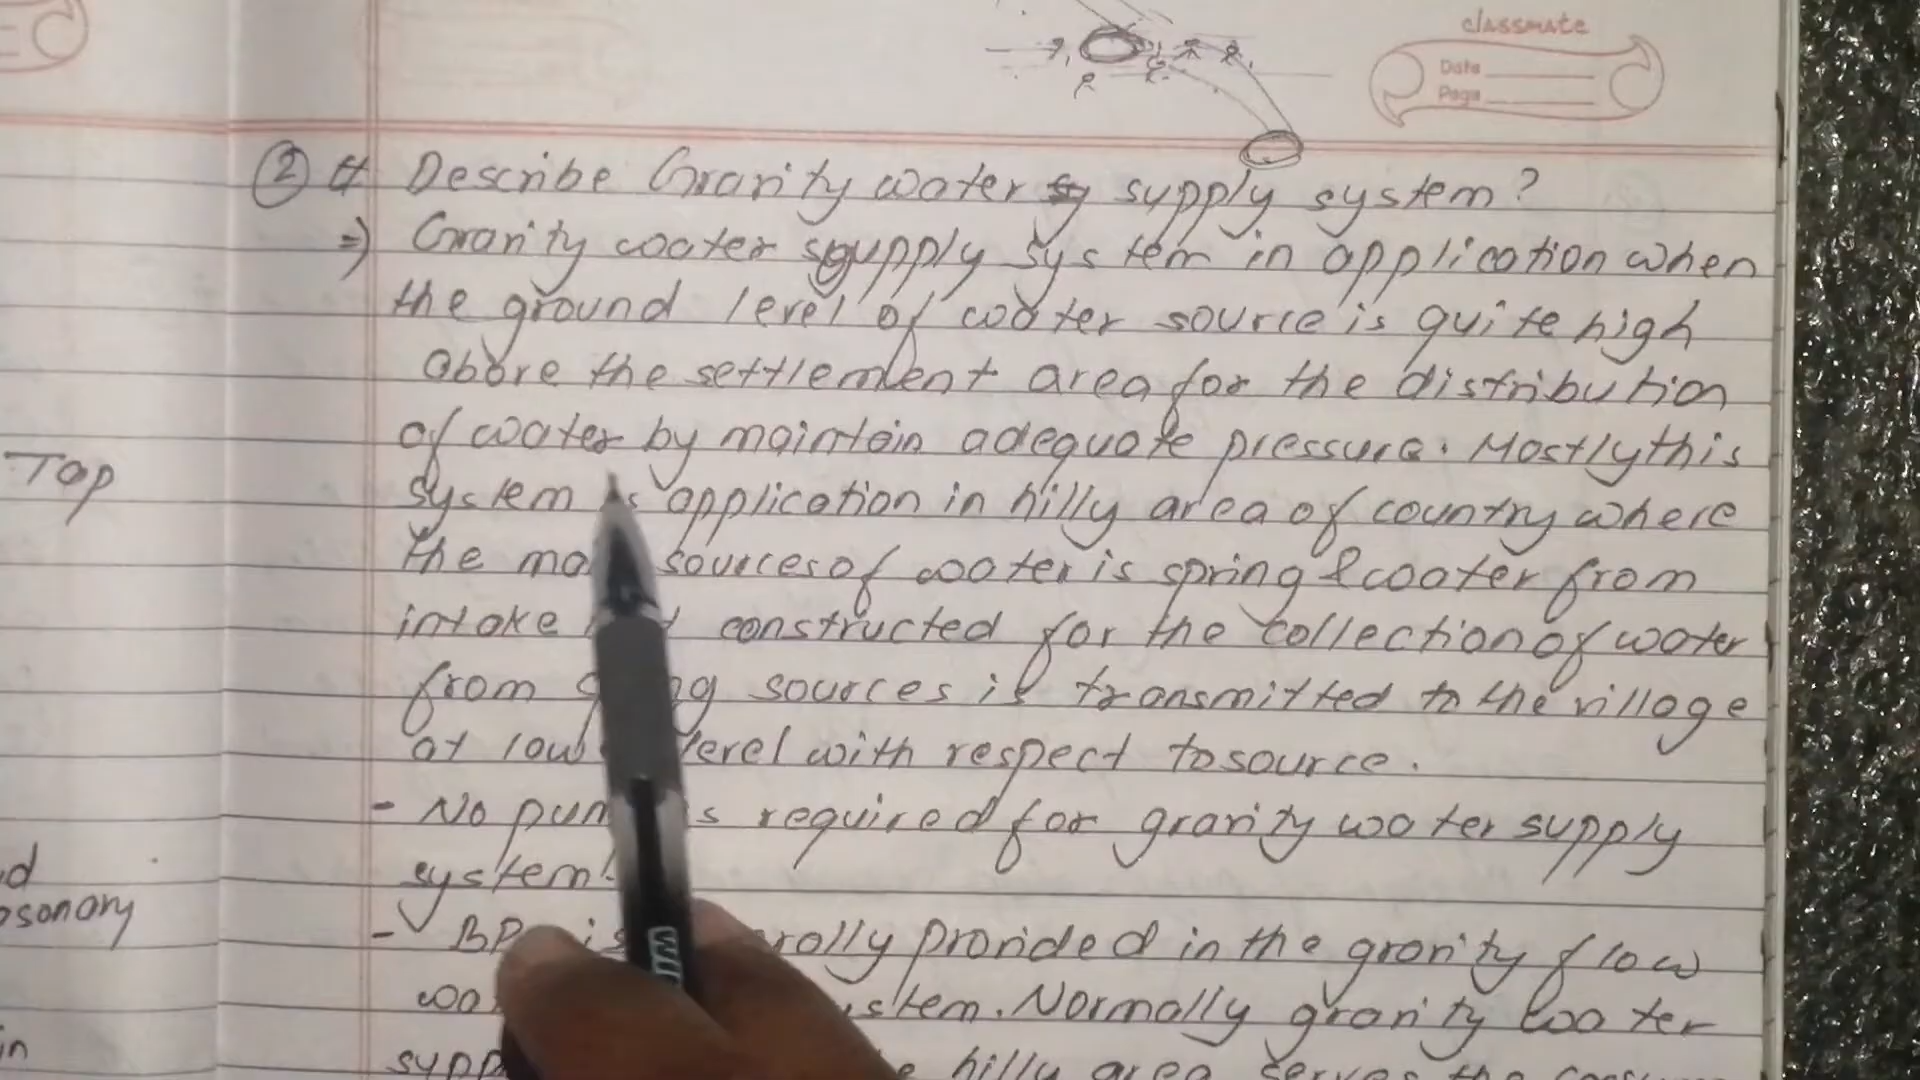 classmate
Date
Page
② # Describe Gravity water supply system?
⇒ Gravity water supply system in application when
the ground level of water source is quite high
above the settlement area for the distribution
of water by maintain adequate pressure. Mostly this
Top
system is application in hilly area of country where
The sources of water is spring & water from
intake constructed for the collection of water
from sources is transmitted to the village
at level with respect to source.
- No is required for gravity water supply
system.
- provided in the gravity flow
Normally gravity water
hilly area serves the